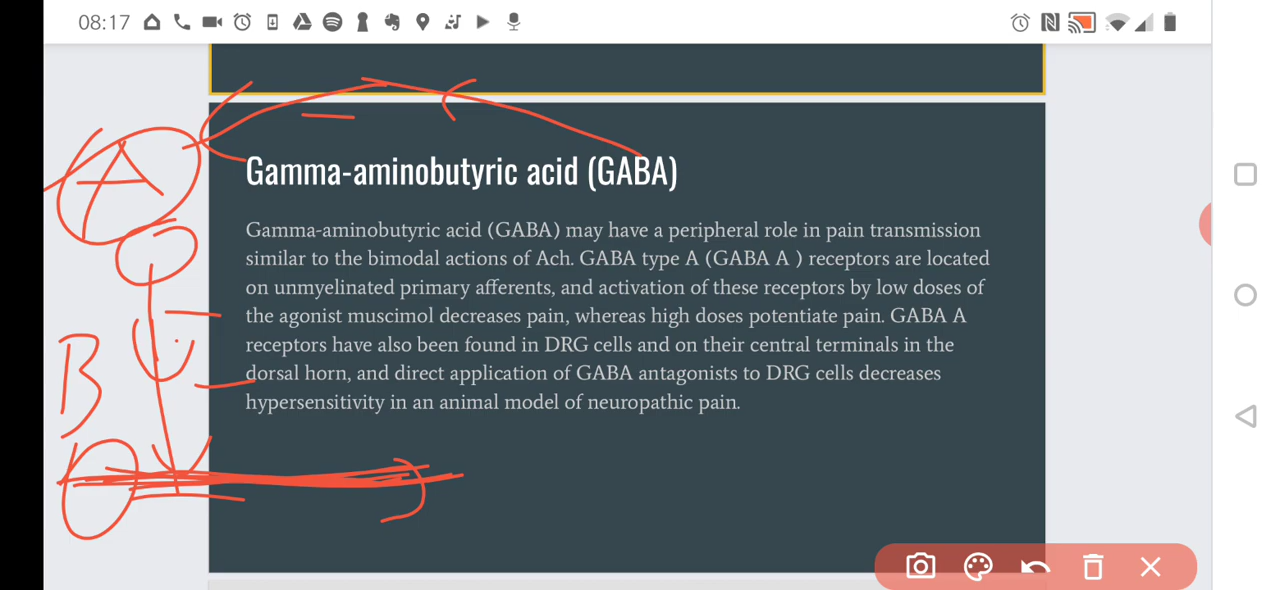 08:17
Gamma-aminobutyric acid (GABA)
Gamma-aminobutyric acid (GABA) may have a peripheral role in pain transmission
similar to the bimodal actions of Ach. GABA type A (GABA A ) receptors are located
on unmyelinated primary afferents, and activation of these receptors by low doses of
the agonist muscimol decreases pain, whereas high doses potentiate pain. GABA A
receptors have also been found in DRG cells and on their central terminals in the
dorsal horn, and direct application of GABA antagonists to DRG cells decreases
hypersensitivity in an animal model of neuropathic pain.
A
B